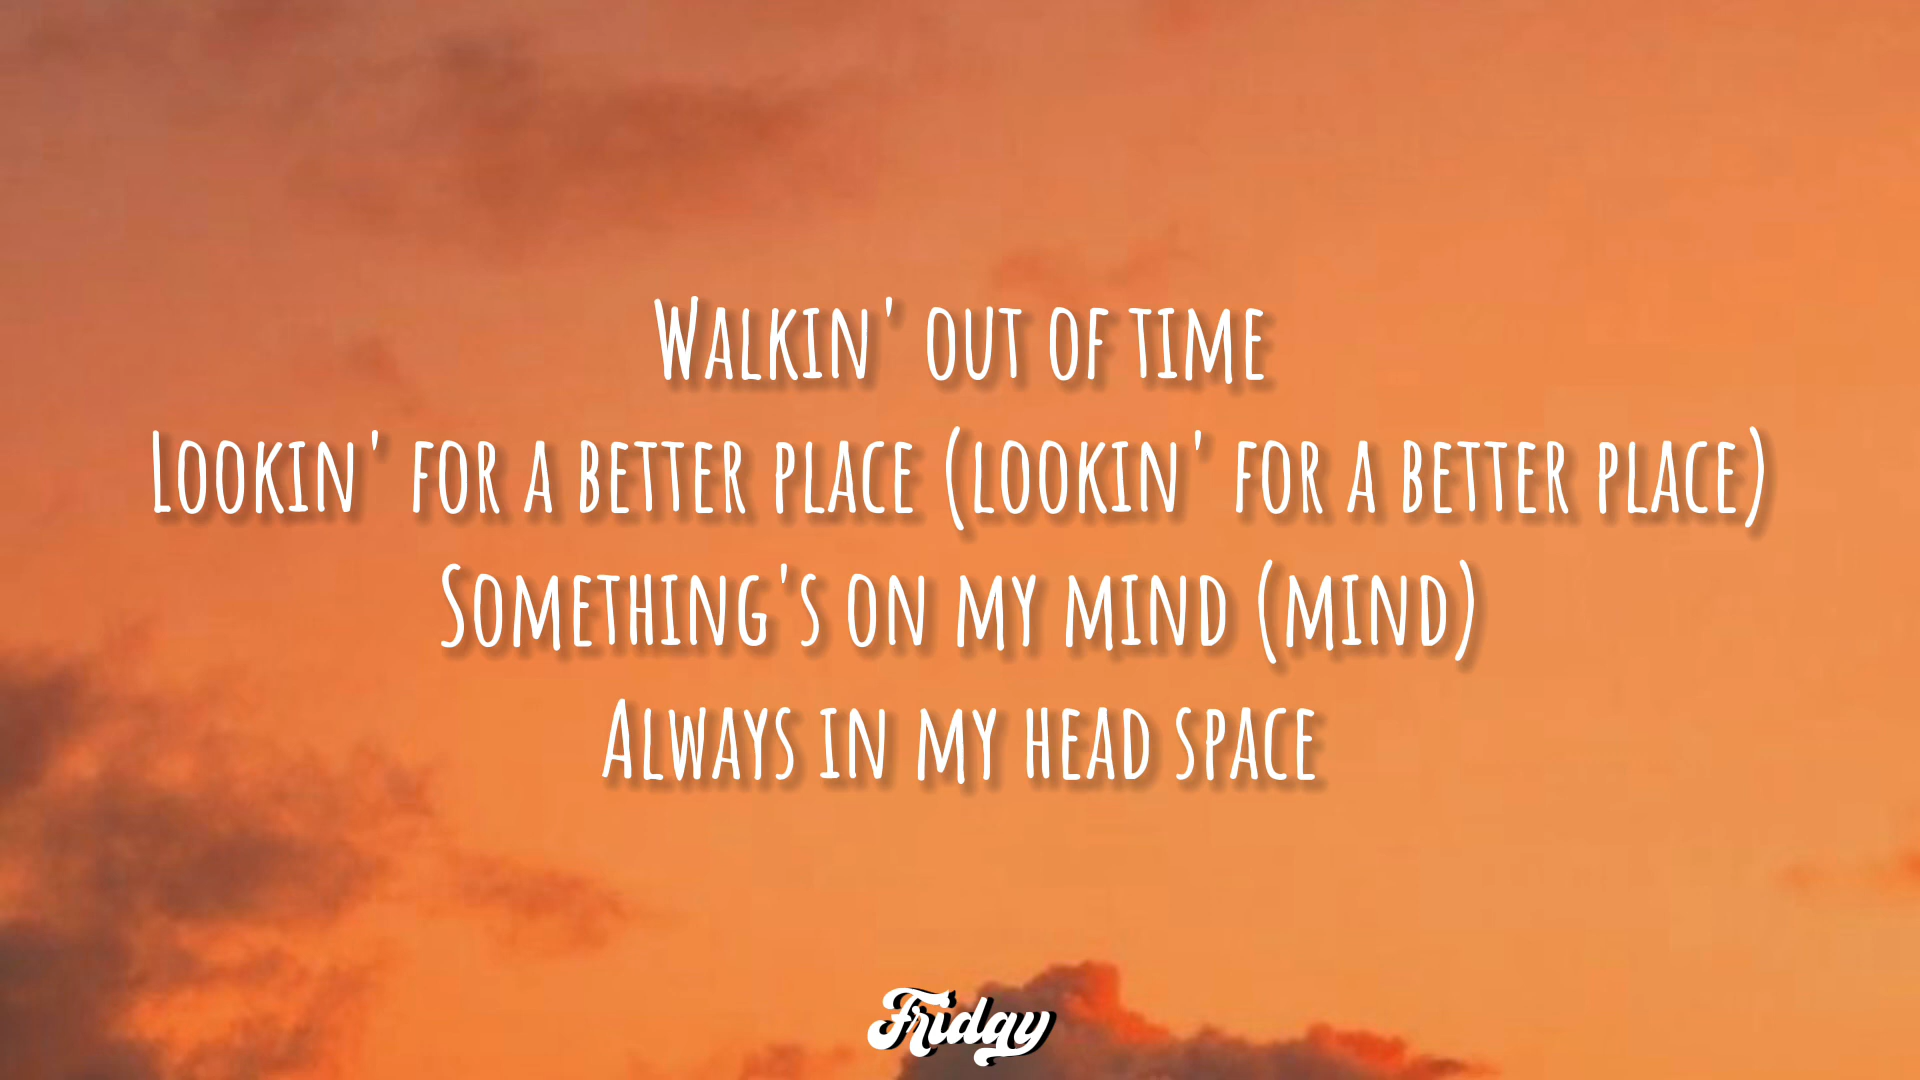 Walkin' out of time
Lookin' for a better place (lookin' for a better place)
Something's on my mind (mind)
Always in my head space
Friday